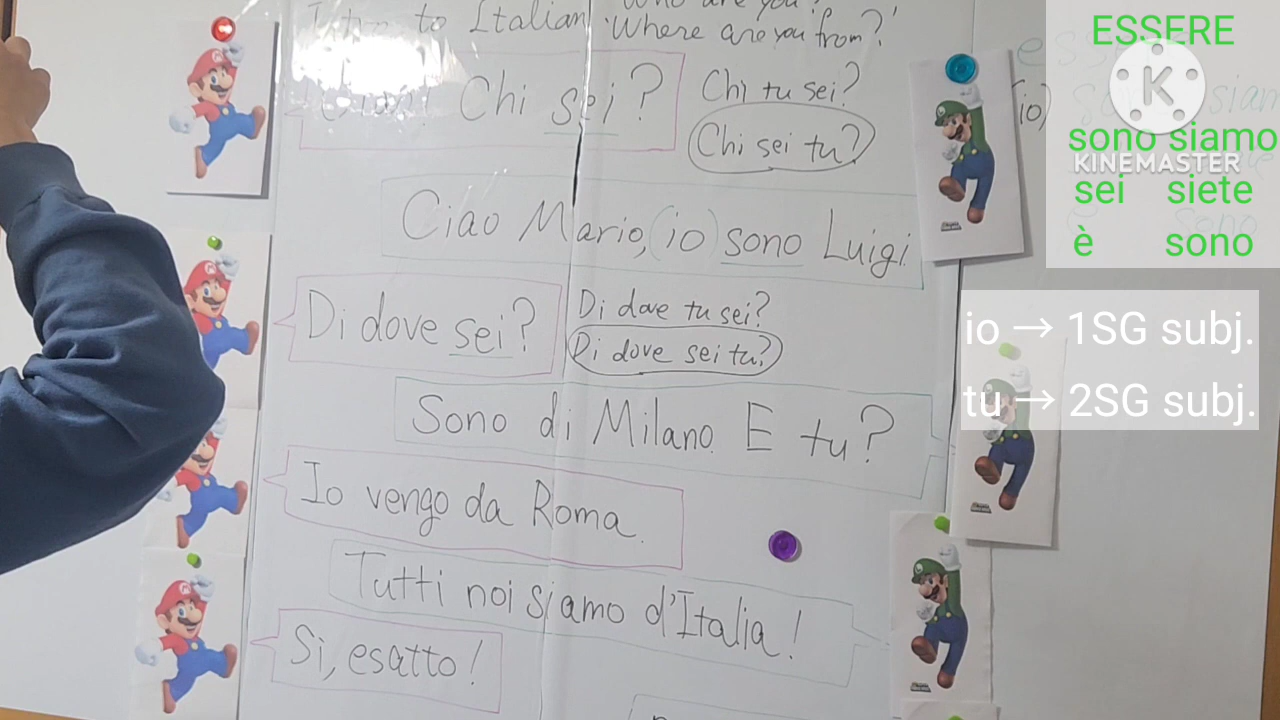 to Italian 'Where are you from?'
Chi sei?
Chi tu sei?
Chi sei tu?
Ciao Mario, (io) sono Luigi.
Di dove sei?
Di dove tu sei?
Di dove sei tu?
Sono di Milano. E tu?
Io vengo da Roma.
Tutti noi siamo d'Italia!
Si, esatto!
ESSERE
sono siamo
KINEMASTER
sei siete
è sono
io → 1SG subj.
tu → 2SG subj.